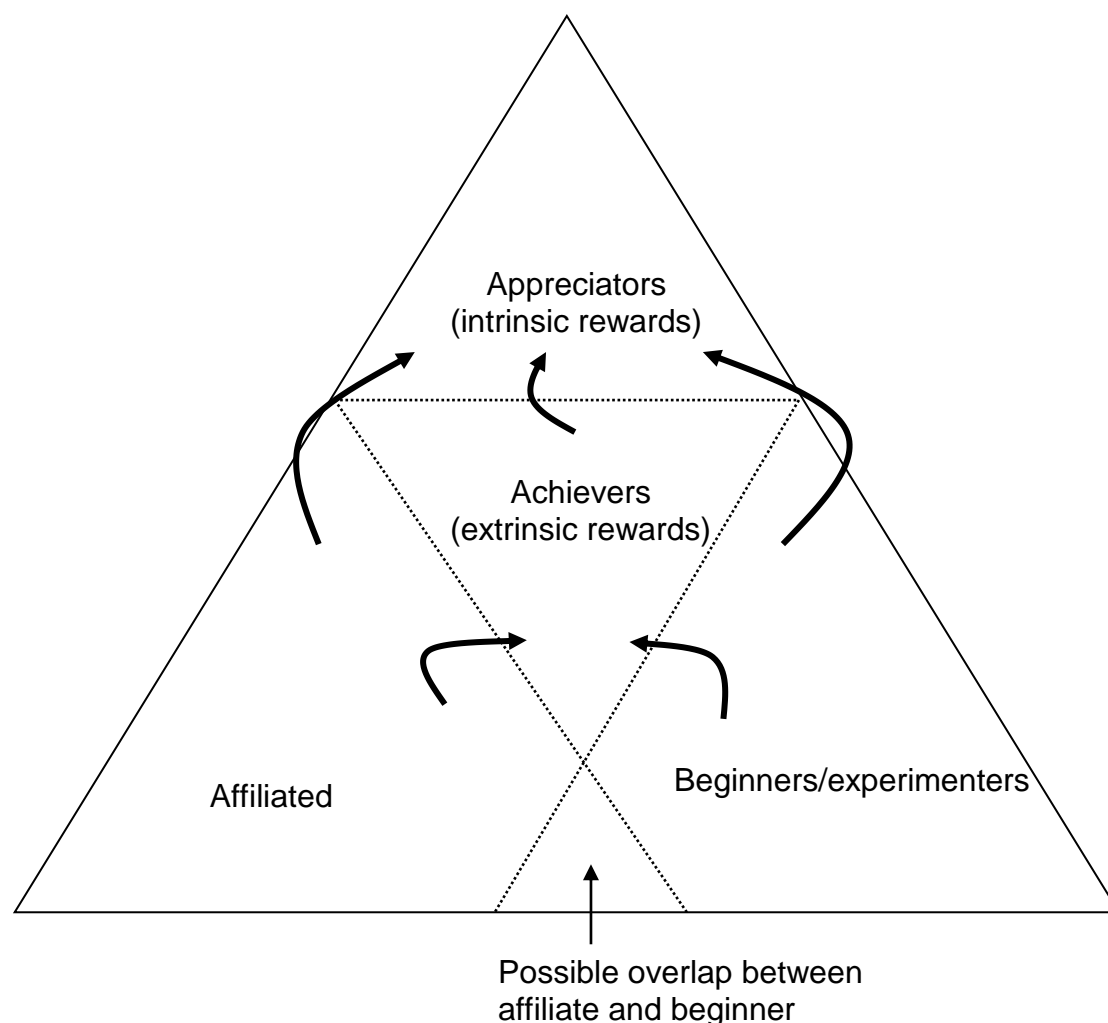 Appreciators
(intrinsic rewards)
Achievers
(extrinsic rewards)
Affiliated
Beginners/experimenters
Possible overlap between
affiliate and beginner